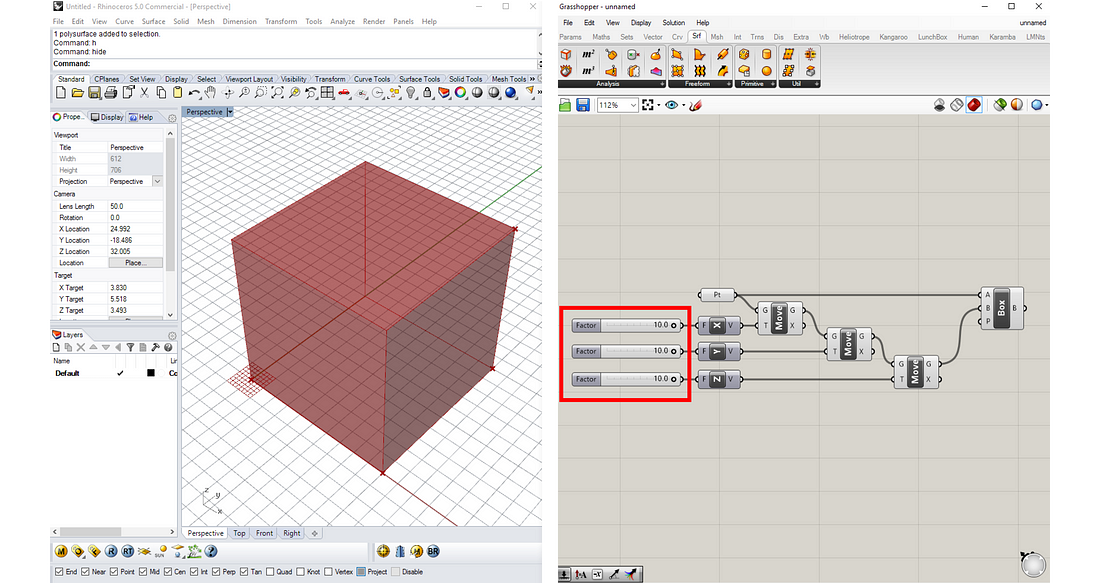 Untitled - Rhinoceros 5.0 Commercial - [Perspective]
File Edit View Curve Surface Solid Mesh Dimension Transform Tools Analyze Render Panels Help
1 polysurface added to selection.
Command: h
Command: hide
Command:
Standard CPlanes Set View Display Select Viewport Layout Visibility Transform Curve Tools Surface Tools Solid Tools Mesh Tools »
Prope... Display Help
Viewport
Title Perspective
Width 612
Height 706
Projection Perspective
Camera
Lens Length 50.0
Rotation 0.0
X Location 24.992
Y Location -18.486
Z Location 32.005
Location Place...
Target
X Target 3.830
Y Target 5.518
Z Target 3.493
Layers
Name
Default
Perspective
z y
x
Perspective Top Front Right
M R RT SUN BR
End Near Point Mid Cen Int Perp Tan Quad Knot Vertex Project Disable
Grasshopper - unnamed
File Edit View Display Solution Help unnamed
Params Maths Sets Vector Crv Srf Msh Int Trns Dis Extra Wb Heliotrope Kangaroo LunchBox Human Karamba LMNts
m²
m³
Analysis Freeform Primitive Util
112%
Pt
Factor 10.0
Factor 10.0
Factor 10.0
F X V
F Y V
F Z V
G T Move G X
G T Move G X
G T Move G X
A B P Box B